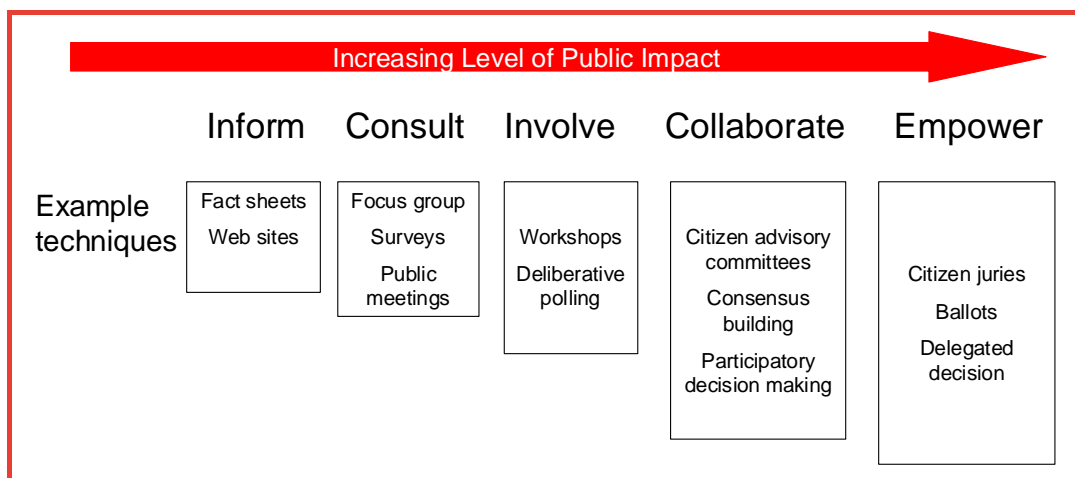 Increasing Level of Public Impact
Inform
Consult
Involve
Collaborate
Empower
Example
techniques
Fact sheets
Web sites
Focus group
Surveys
Public
meetings
Workshops
Deliberative
polling
Citizen advisory
committees
Consensus
building
Participatory
decision making
Citizen juries
Ballots
Delegated
decision